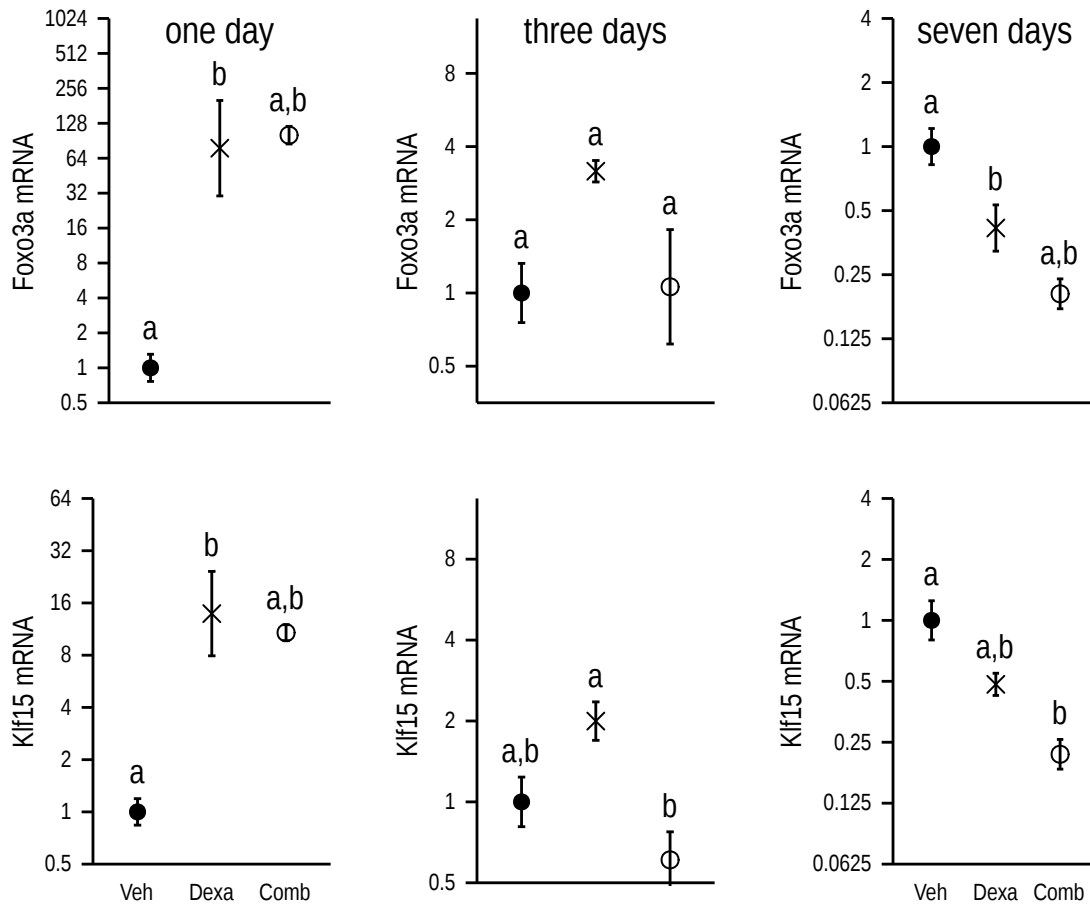 one day
1024
512
256
128
64
32
16
8
4
2
1
0.5
Foxo3a mRNA
a
b
a,b
three days
8
4
2
1
0.5
Foxo3a mRNA
a
a
a
seven days
4
2
1
0.5
0.25
0.125
0.0625
Foxo3a mRNA
a
b
a,b
64
32
16
8
4
2
1
0.5
Klf15 mRNA
a
b
a,b
Veh Dexa Comb
8
4
2
1
0.5
Klf15 mRNA
a,b
a
b
4
2
1
0.5
0.25
0.125
0.0625
Klf15 mRNA
a
a,b
b
Veh Dexa Comb